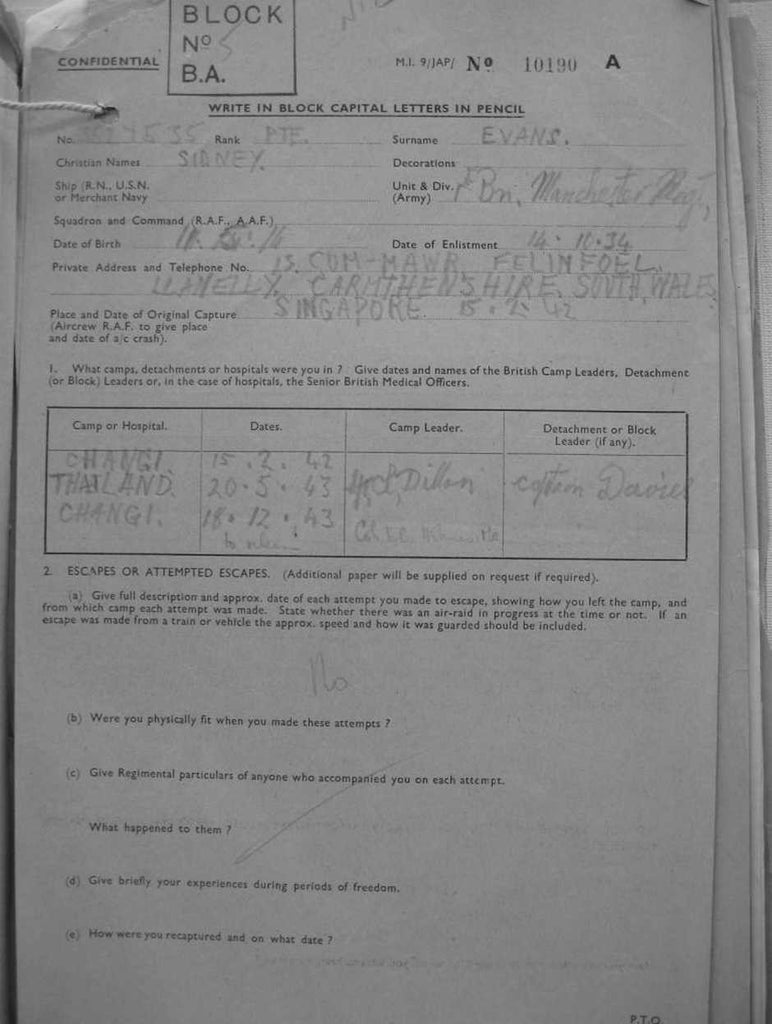 BLOCK
Nº 5
B.A.
CONFIDENTIAL
M.I. 9/JAP/ Nº 10190 A
WRITE IN BLOCK CAPITAL LETTERS IN PENCIL
No. Rank PTE. Surname EVANS.
Christian Names SIDNEY. Decorations
Ship (R.N., U.S.N. or Merchant Navy
Unit & Div. (Army) 1st Bn, Manchester Regt,
Squadron and Command (R.A.F., A.A.F.)
Date of Birth Date of Enlistment 14.10.34
Private Address and Telephone No. 15, CUM-MAWR, FELINFOEL,
LLANELLY, CARMTHENSHIRE, SOUTH WALES
Place and Date of Original Capture SINGAPORE. 15.2.42
(Aircrew R.A.F. to give place
and date of a/c crash).
1. What camps, detachments or hospitals were you in ? Give dates and names of the British Camp Leaders, Detachment
(or Block) Leaders or, in the case of hospitals, the Senior British Medical Officers.
Camp or Hospital. Dates. Camp Leader. Detachment or Block
Leader (if any).
CHANGI. 15.2.42
THAILAND. 20.5.43 Dillon captain Davies
CHANGI. 18.12.43 Col.
to
2. ESCAPES OR ATTEMPTED ESCAPES. (Additional paper will be supplied on request if required).
(a) Give full description and approx. date of each attempt you made to escape, showing how you left the camp, and
from which camp each attempt was made. State whether there was an air-raid in progress at the time or not. If an
escape was made from a train or vehicle the approx. speed and how it was guarded should be included.
No
(b) Were you physically fit when you made these attempts ?
(c) Give Regimental particulars of anyone who accompanied you on each attempt.
What happened to them ?
(d) Give briefly your experiences during periods of freedom.
(e) How were you recaptured and on what date ?
P.T.O.